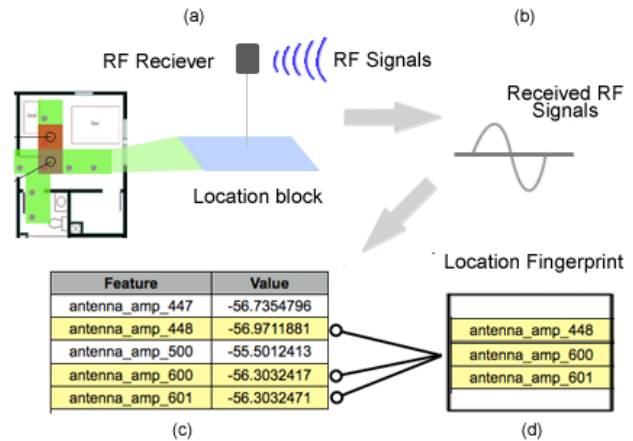 (a)
(b)
RF Reciever
RF Signals
Received RF
Signals
Location block
Location Fingerprint
Feature Value
antenna_amp_447 -56.7354796
antenna_amp_448 -56.9711881
antenna_amp_500 -55.5012413
antenna_amp_600 -56.3032417
antenna_amp_601 -56.3032471
antenna_amp_448
antenna_amp_600
antenna_amp_601
(c)
(d)